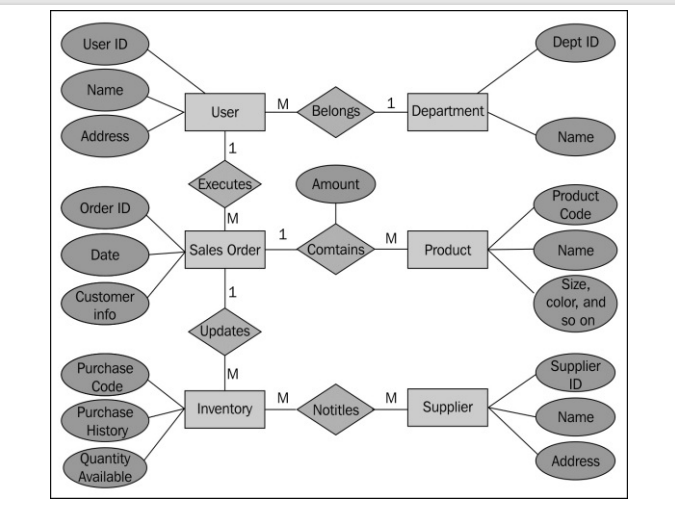 User ID
Dept ID
Name
User
M
Belongs
1
Department
Address
Name
1
Executes
Amount
M
Order ID
Product
Code
Date
Sales Order
1
Comtains
M
Product
Name
Customer
info
Size,
color, and
so on
1
Updates
M
Purchase
Code
Supplier
ID
Purchase
History
Inventory
M
Notitles
M
Supplier
Name
Quantity
Available
Address